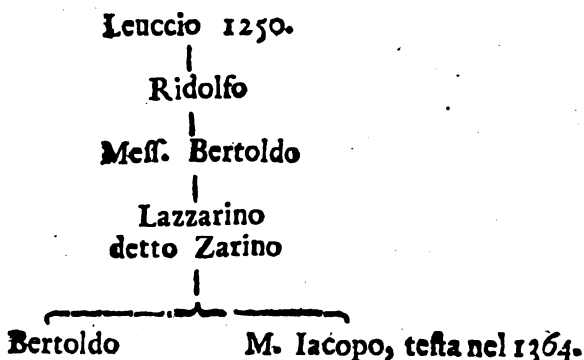 Leuccio 1250.
Ridolfo
Meſſ. Bertoldo
Lazzarino
detto Zarino
Bertoldo M. Iacopo, teſta nel 1364.